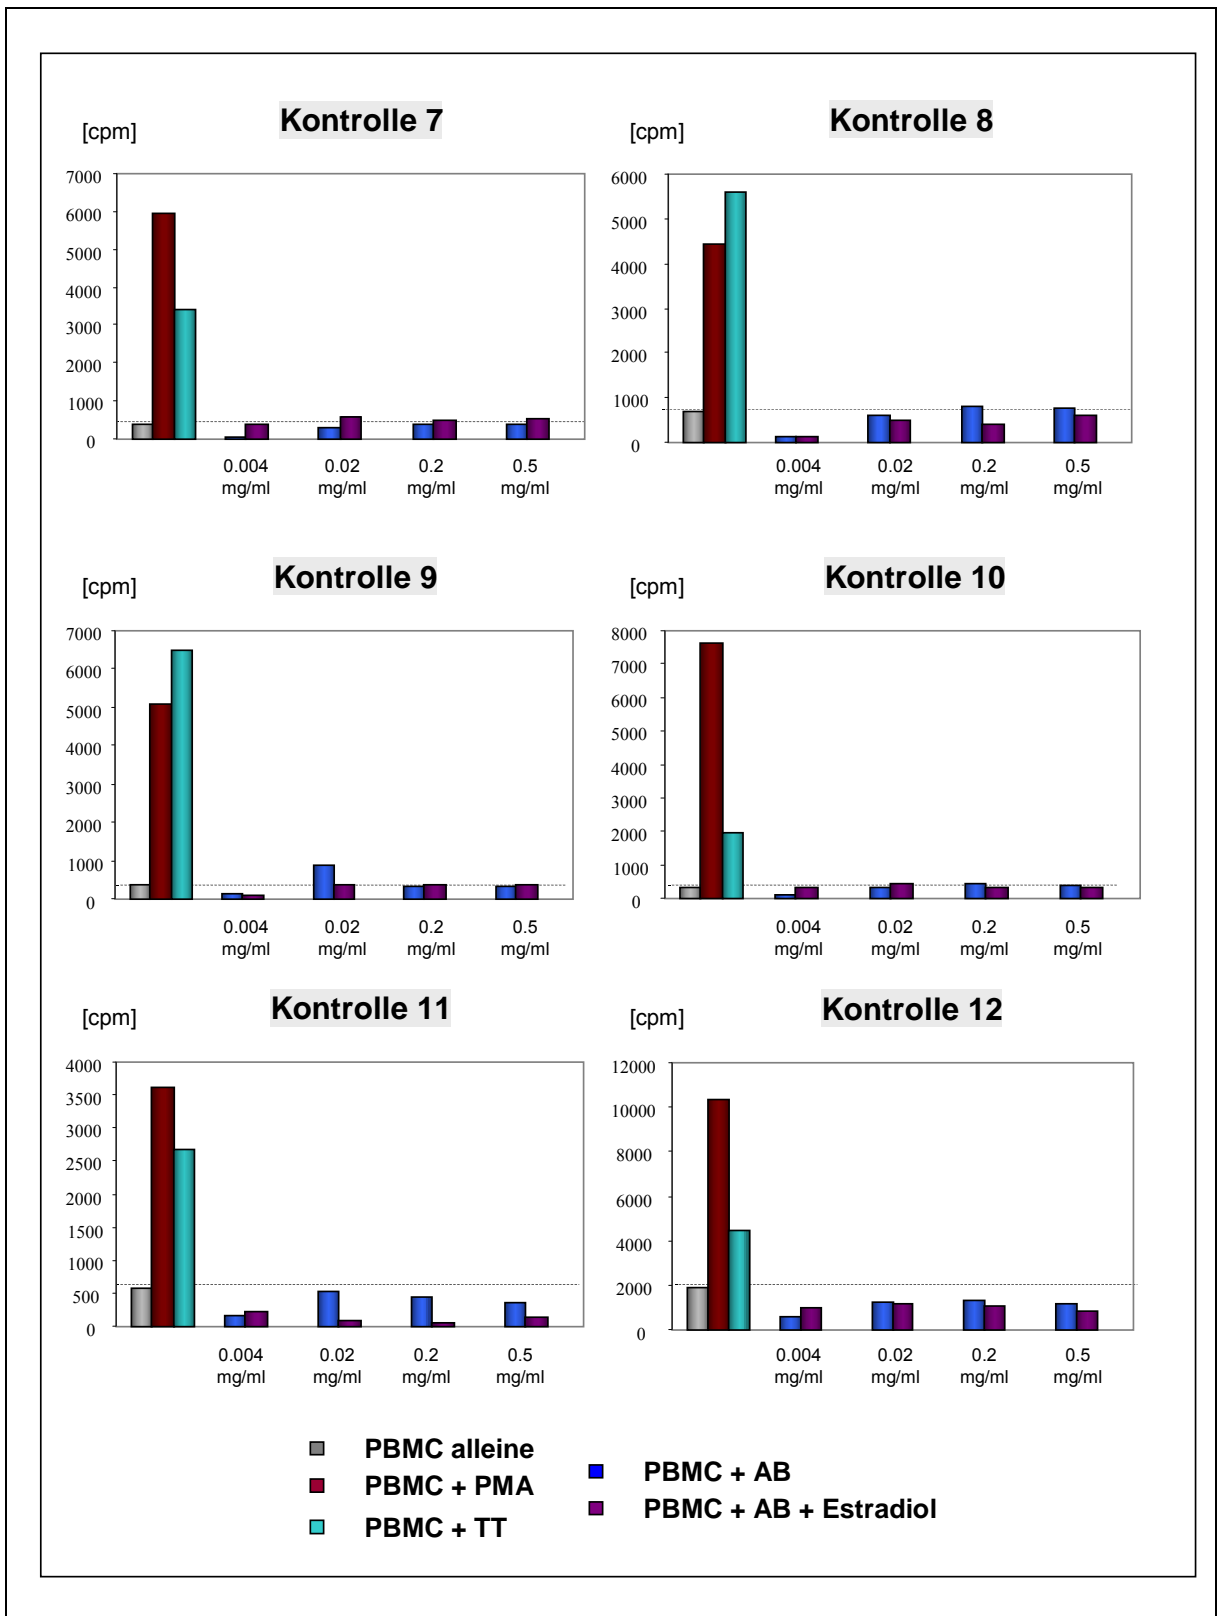 Kontrolle 7
[cpm]
7000
6000
5000
4000
3000
2000
1000
0
0.004 0.02 0.2 0.5
mg/ml mg/ml mg/ml mg/ml
Kontrolle 8
[cpm]
6000
5000
4000
3000
2000
1000
0
0.004 0.02 0.2 0.5
mg/ml mg/ml mg/ml mg/ml
Kontrolle 9
[cpm]
7000
6000
5000
4000
3000
2000
1000
0
0.004 0.02 0.2 0.5
mg/ml mg/ml mg/ml mg/ml
Kontrolle 10
[cpm]
8000
7000
6000
5000
4000
3000
2000
1000
0
0.004 0.02 0.2 0.5
mg/ml mg/ml mg/ml mg/ml
Kontrolle 11
[cpm]
4000
3500
3000
2500
2000
1500
1000
500
0
0.004 0.02 0.2 0.5
mg/ml mg/ml mg/ml mg/ml
Kontrolle 12
[cpm]
12000
10000
8000
6000
4000
2000
0
0.004 0.02 0.2 0.5
mg/ml mg/ml mg/ml mg/ml
PBMC alleine
PBMC + PMA
PBMC + TT
PBMC + AB
PBMC + AB + Estradiol